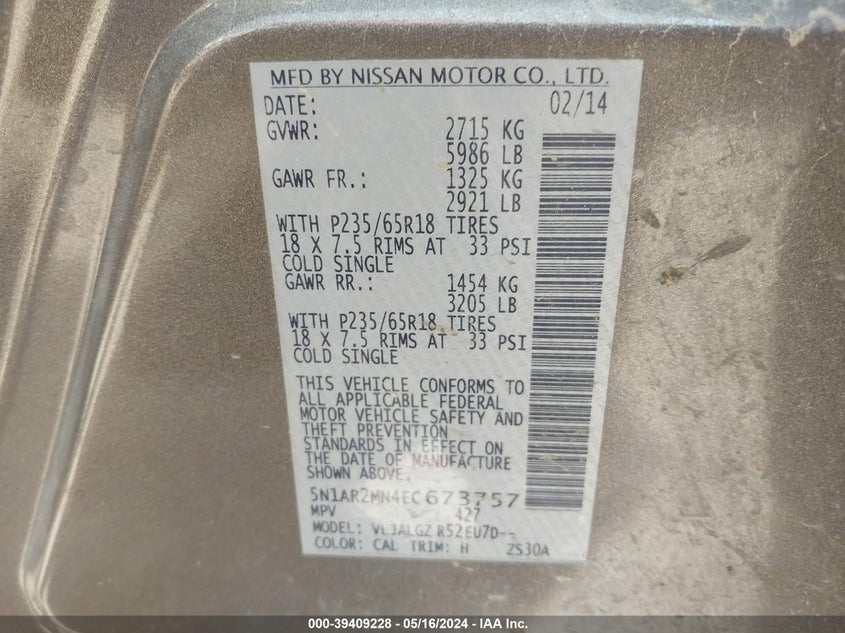 MFD BY NISSAN MOTOR CO., LTD.
DATE: 02/14
GVWR: 2715 KG
5986 LB
GAWR FR.: 1325 KG
2921 LB
WITH P235/65R18 TIRES
18 X 7.5 RIMS AT 33 PSI
COLD SINGLE
GAWR RR.: 1454 KG
3205 LB
WITH P235/65R18 TIRES
18 X 7.5 RIMS AT 33 PSI
COLD SINGLE
THIS VEHICLE CONFORMS TO
ALL APPLICABLE FEDERAL
MOTOR VEHICLE SAFETY AND
THEFT PREVENTION
STANDARDS IN EFFECT ON
THE DATE OF MANUFACTURE
SHOWN ABOVE.
5N1AR2MN4EC673757
MPV 427
MODEL: R52EU7D--
COLOR: CAL TRIM: H ZS30A
000-39409228 - 05/16/2024 - IAA Inc.